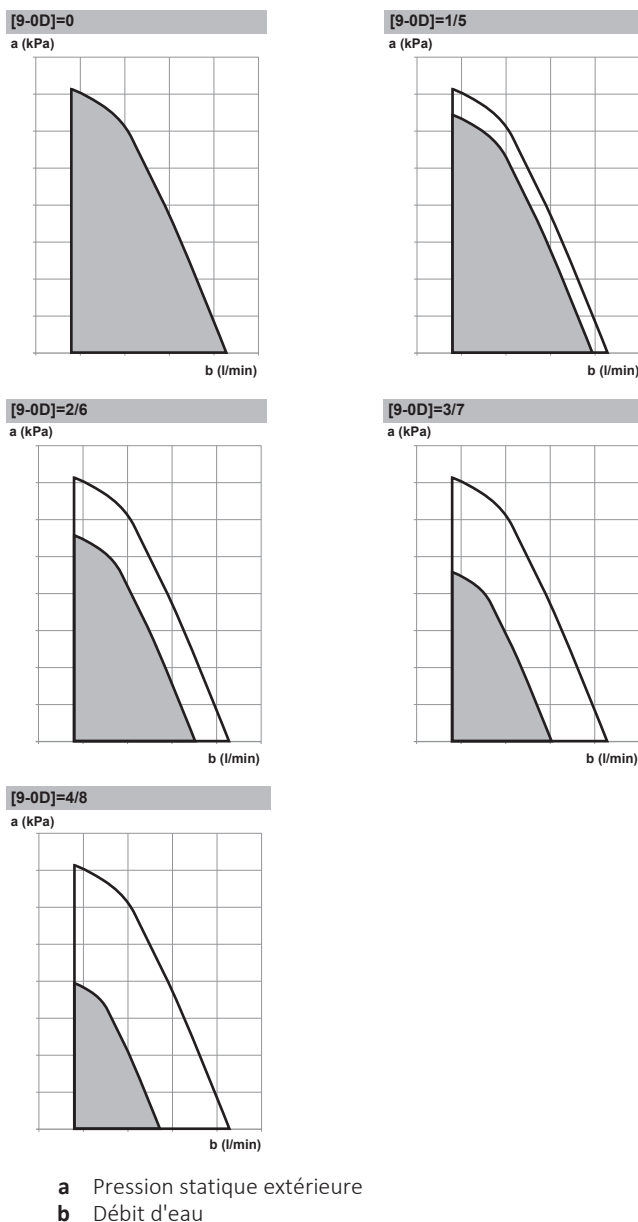 [9-0D]=0
a (kPa)
b (l/min)
[9-0D]=1/5
a (kPa)
b (l/min)
[9-0D]=2/6
a (kPa)
b (l/min)
[9-0D]=3/7
a (kPa)
b (l/min)
[9-0D]=4/8
a (kPa)
b (l/min)
a Pression statique extérieure
b Débit d'eau